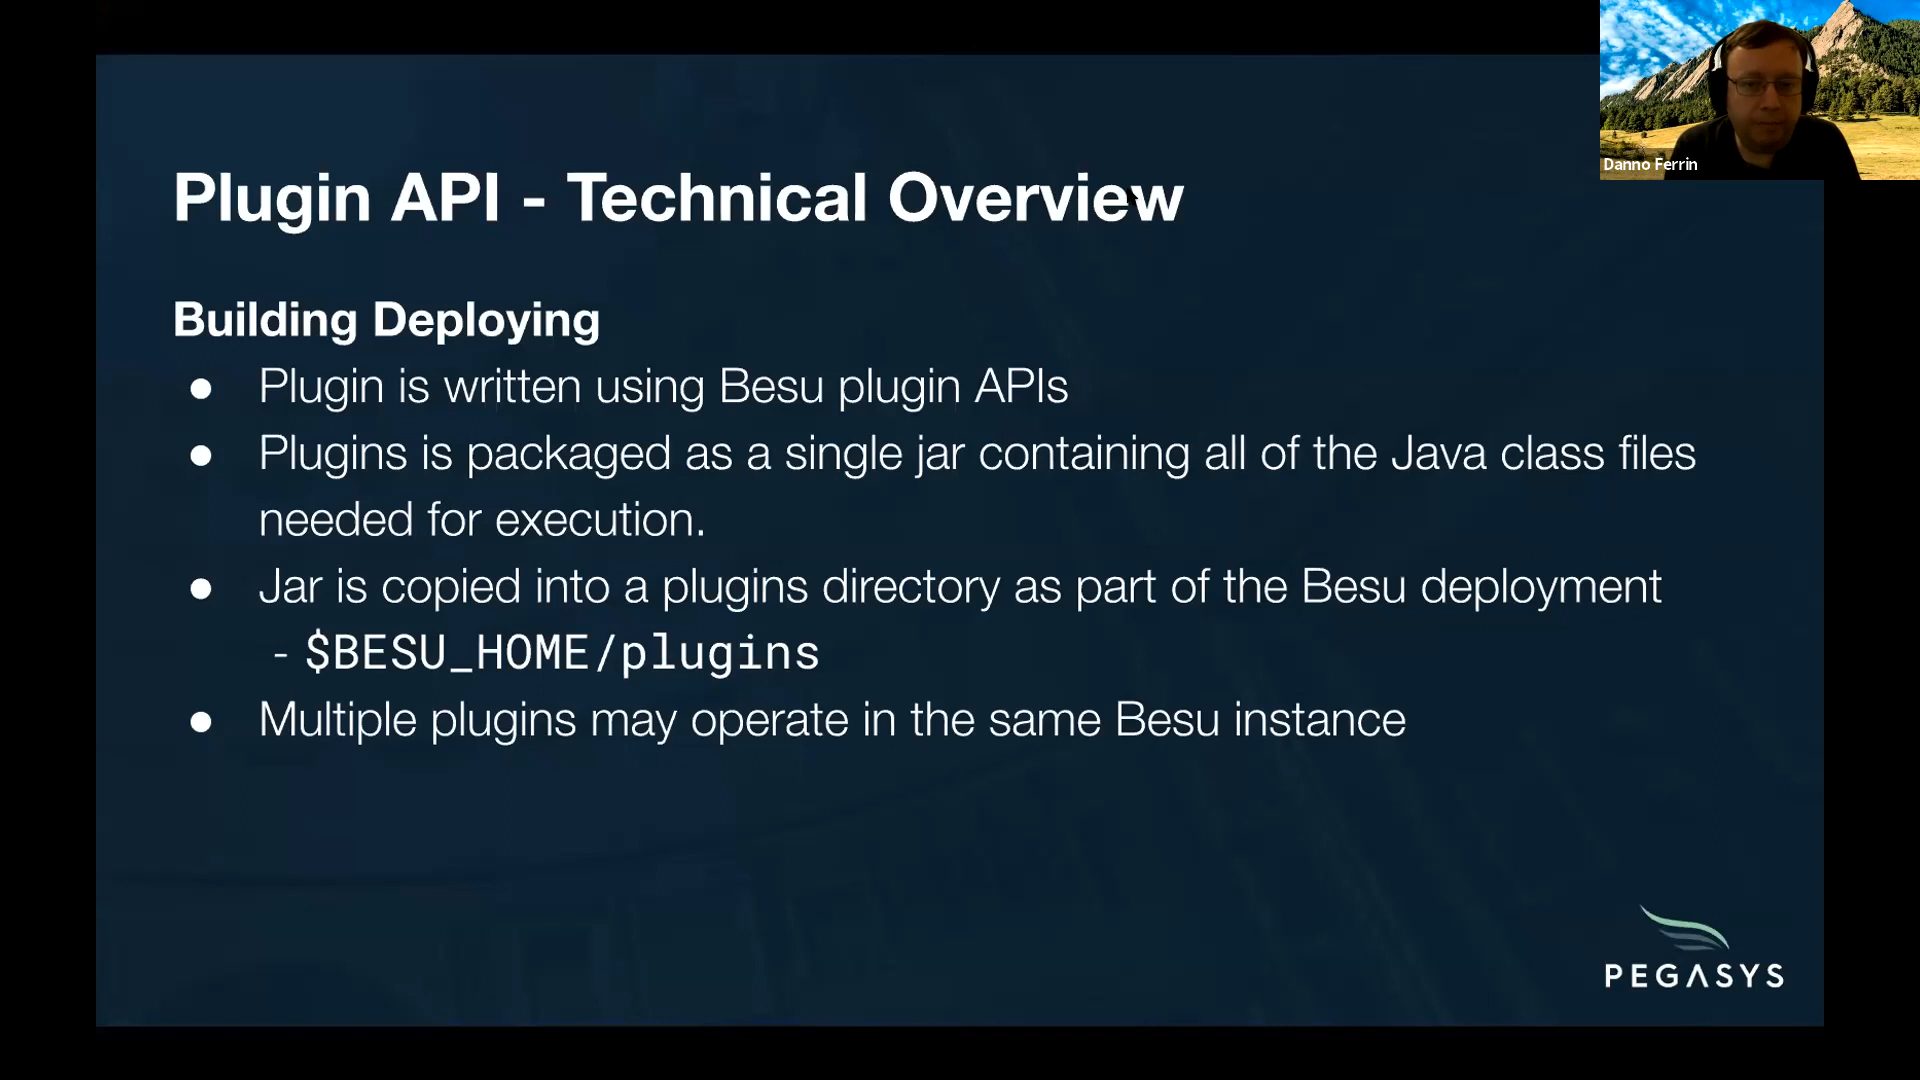 Plugin API - Technical Overview
Building Deploying
● Plugin is written using Besu plugin APIs
● Plugins is packaged as a single jar containing all of the Java class files
needed for execution.
● Jar is copied into a plugins directory as part of the Besu deployment
- $BESU_HOME/plugins
● Multiple plugins may operate in the same Besu instance
Danno Ferrin
PEGASYS